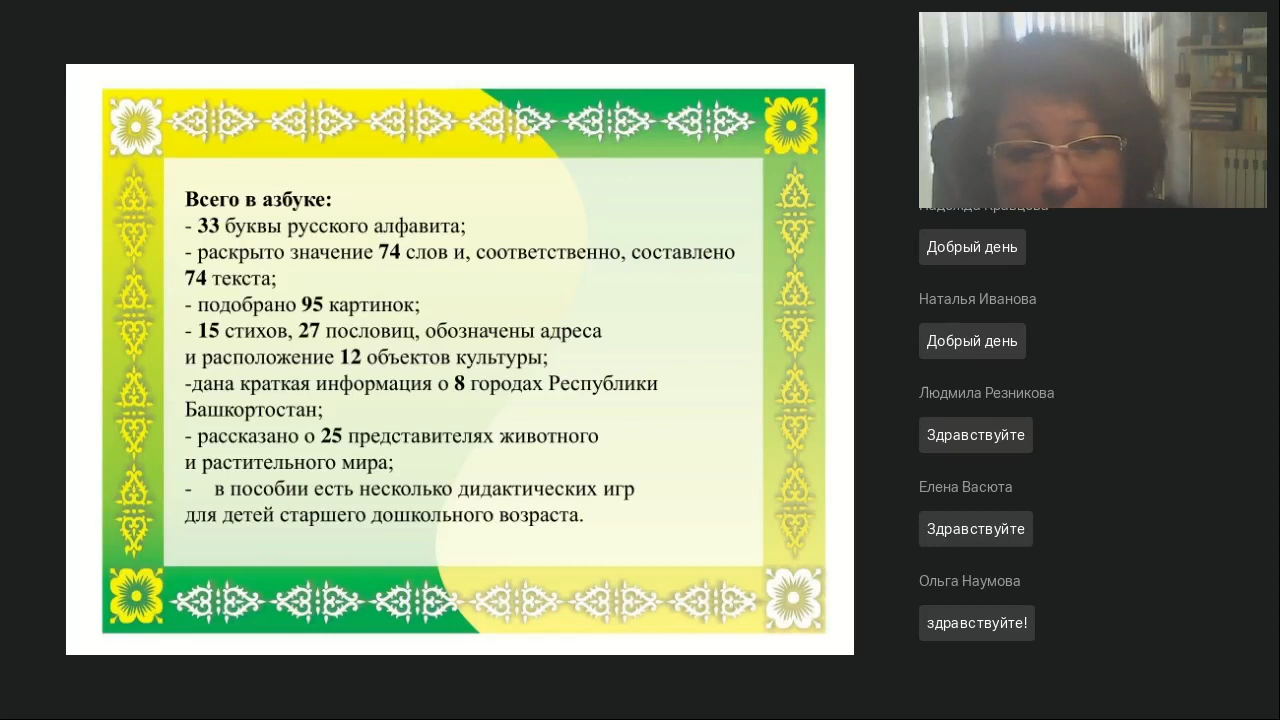 Всего в азбуке:
- 33 буквы русского алфавита;
- раскрыто значение 74 слов и, соответственно, составлено
74 текста;
- подобрано 95 картинок;
- 15 стихов, 27 пословиц, обозначены адреса
и расположение 12 объектов культуры;
-дана краткая информация о 8 городах Республики
Башкортостан;
- рассказано о 25 представителях животного
и растительного мира;
- в пособии есть несколько дидактических игр
для детей старшего дошкольного возраста.
Надежда Кравцова
Добрый день
Наталья Иванова
Добрый день
Людмила Резникова
Здравствуйте
Елена Васюта
Здравствуйте
Ольга Наумова
здравствуйте!